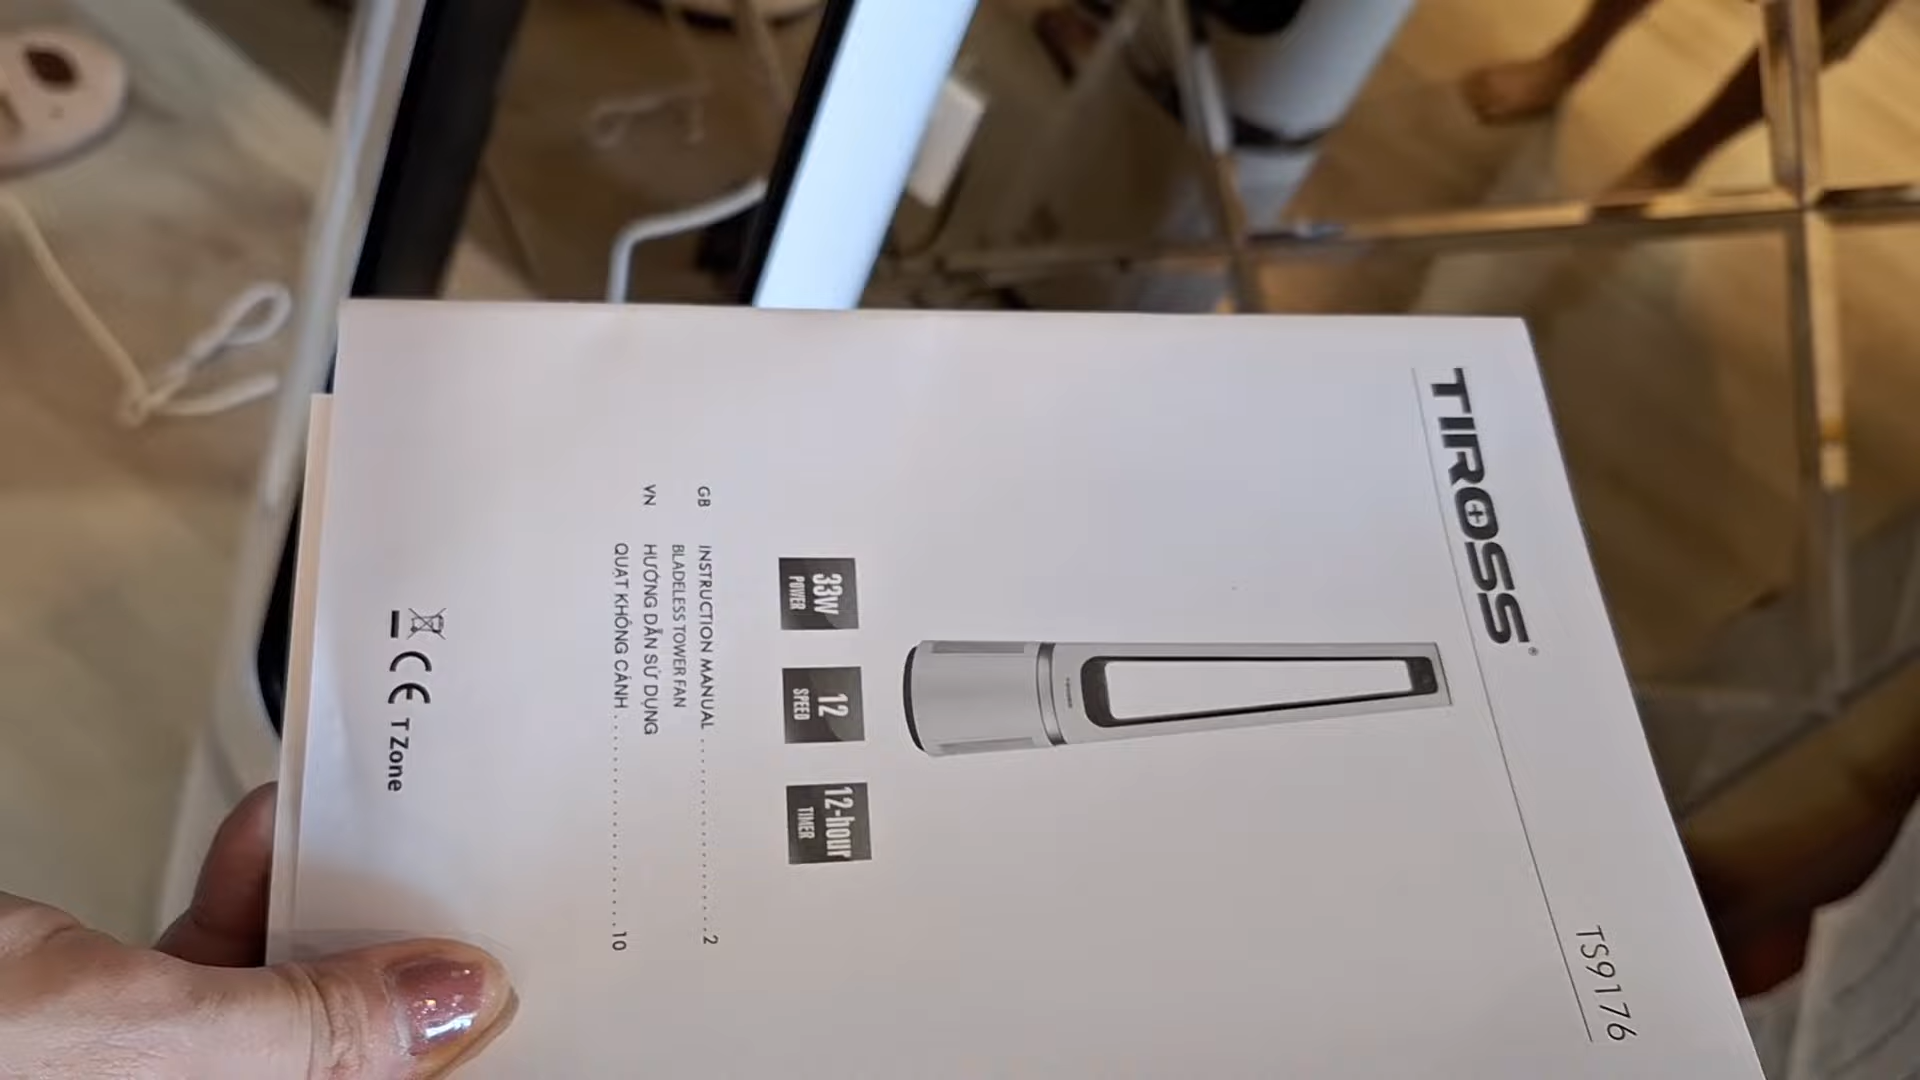 TIROSS®
TS9176
33W
POWER
12
SPEED
12-hour
TIMER
GB INSTRUCTION MANUAL ........................ 2
BLADELESS TOWER FAN
VN HƯỚNG DẪN SỬ DỤNG
QUẠT KHÔNG CÁNH ........................ 10
CE T Zone